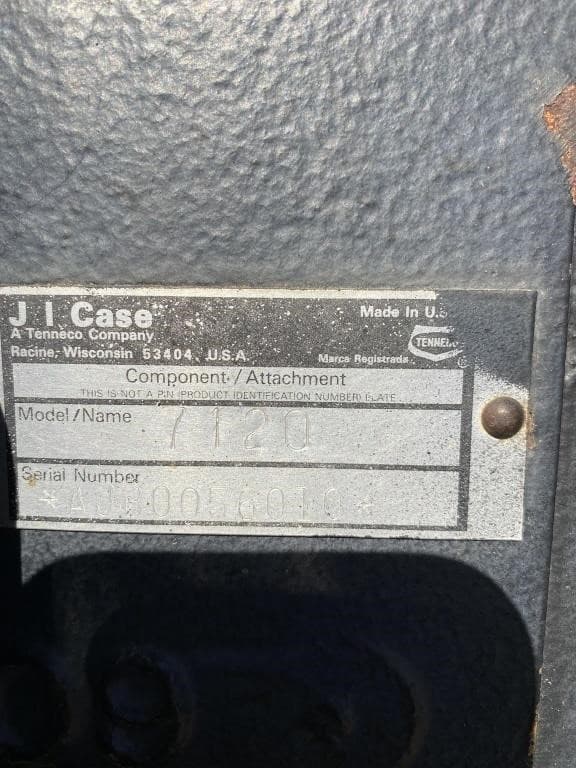 J I Case
A Tenneco Company
Racine, Wisconsin 53404, U.S.A.
Made In U.S
TENNECO
Marca Registrada
Component / Attachment
THIS IS NOT A P.I.N. (PRODUCT IDENTIFICATION NUMBER) PLATE
Model/Name 7120
Serial Number